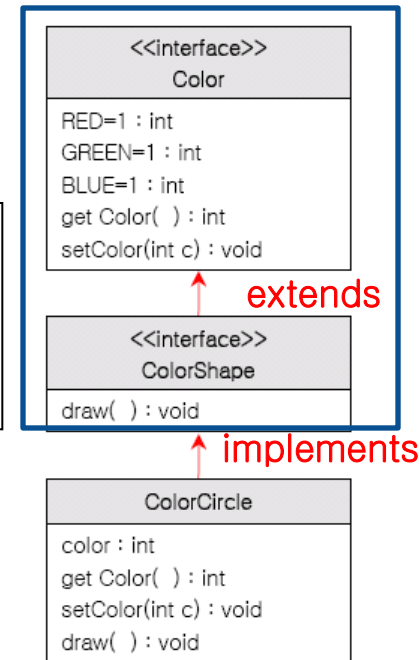 <<interface>>
Color
RED=1 : int
GREEN=1 : int
BLUE=1 : int
get Color( ) : int
setColor(int c) : void
extends
<<interface>>
ColorShape
draw( ) : void
implements
ColorCircle
color : int
get Color( ) : int
setColor(int c) : void
draw( ) : void